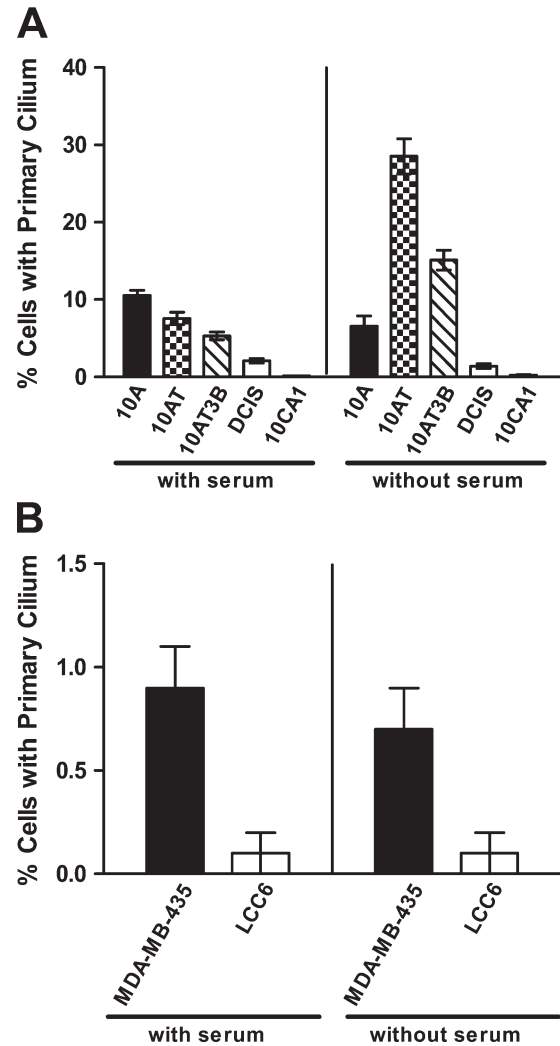 A
% Cells with Primary Cilium
40
30
20
10
0
10A
10AT
10AT3B
DCIS
10CA1
10A
10AT
10AT3B
DCIS
10CA1
with serum
without serum
B
% Cells with Primary Cilium
1.5
1.0
0.5
0.0
MDA-MB-435
LCC6
MDA-MB-435
LCC6
with serum
without serum